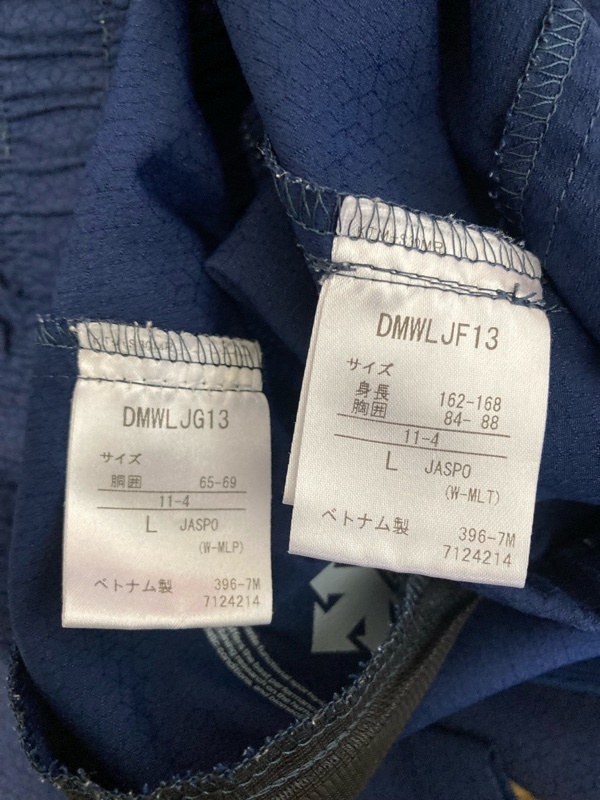 DMWLJG13
サイズ
胴囲 65-69
11-4
L JASPO
(W-MLP)
ベトナム製 396-7M
7124214
DMWLJF13
サイズ
身長 162-168
胸囲 84- 88
11-4
L JASPO
(W-MLT)
ベトナム製 396-7M
7124214